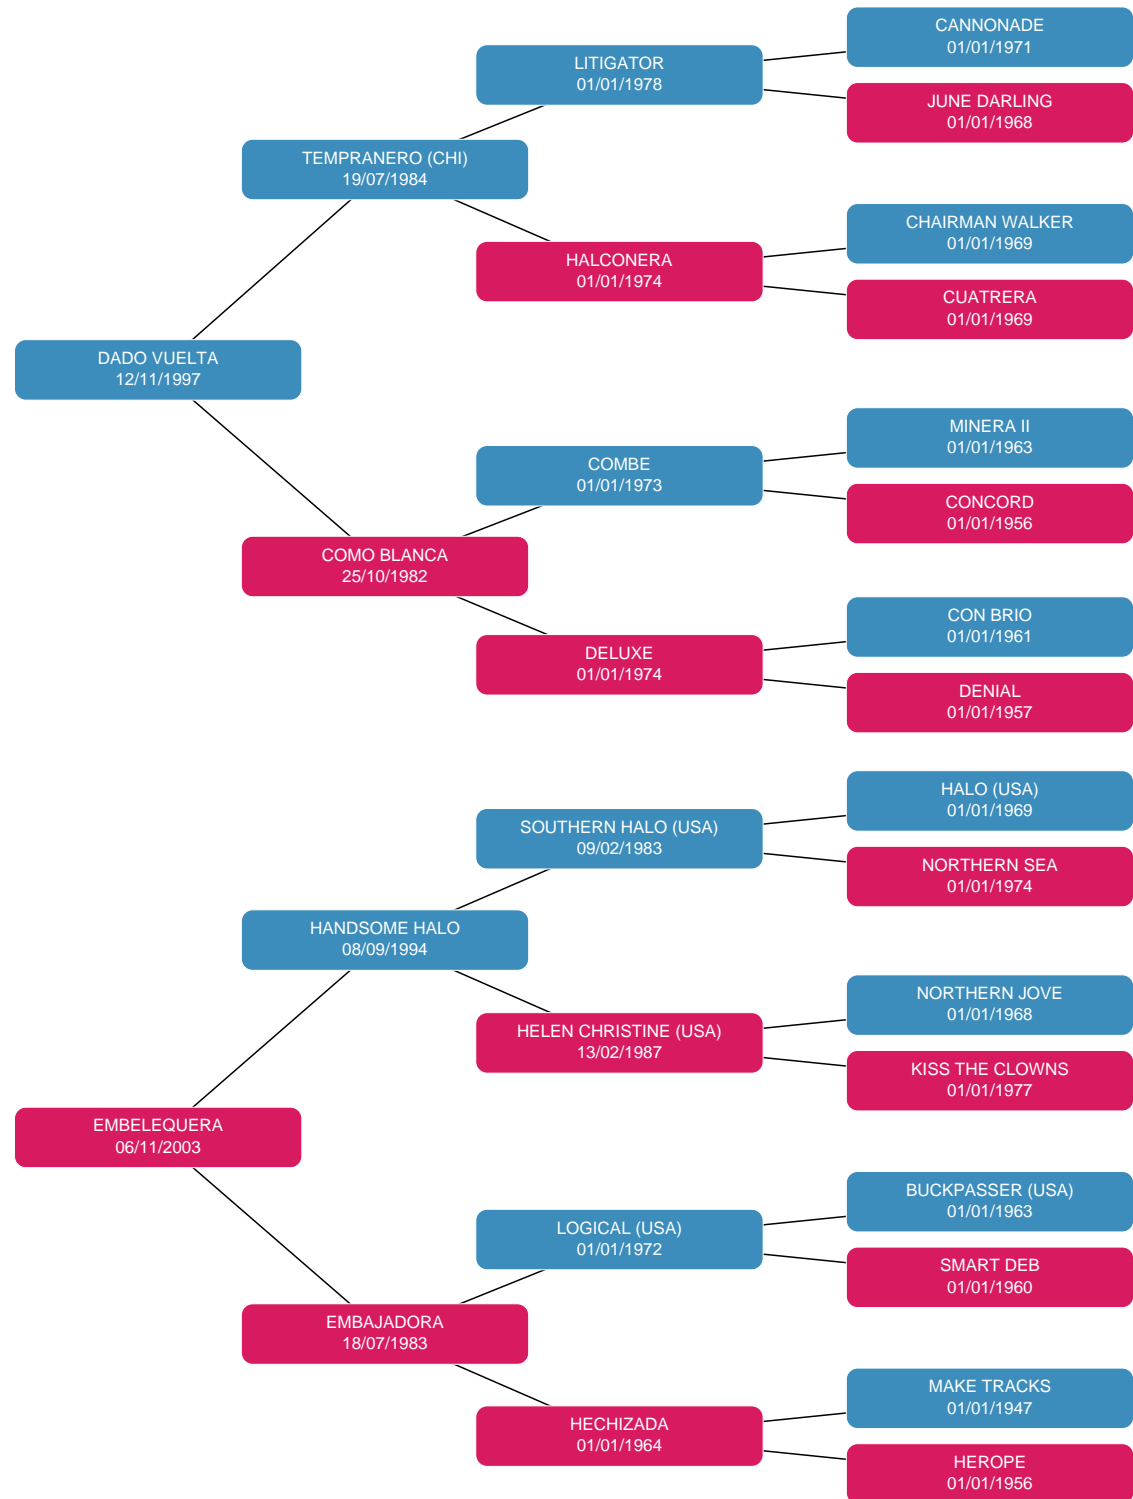 CANNONADE
01/01/1971
LITIGATOR
01/01/1978
JUNE DARLING
01/01/1968
TEMPRANERO (CHI)
19/07/1984
CHAIRMAN WALKER
01/01/1969
HALCONERA
01/01/1974
CUATRERA
01/01/1969
DADO VUELTA
12/11/1997
MINERA II
01/01/1963
COMBE
01/01/1973
CONCORD
01/01/1956
COMO BLANCA
25/10/1982
CON BRIO
01/01/1961
DELUXE
01/01/1974
DENIAL
01/01/1957
HALO (USA)
01/01/1969
SOUTHERN HALO (USA)
09/02/1983
NORTHERN SEA
01/01/1974
HANDSOME HALO
08/09/1994
NORTHERN JOVE
01/01/1968
HELEN CHRISTINE (USA)
13/02/1987
KISS THE CLOWNS
01/01/1977
EMBELEQUERA
06/11/2003
BUCKPASSER (USA)
01/01/1963
LOGICAL (USA)
01/01/1972
SMART DEB
01/01/1960
EMBAJADORA
18/07/1983
MAKE TRACKS
01/01/1947
HECHIZADA
01/01/1964
HEROPE
01/01/1956